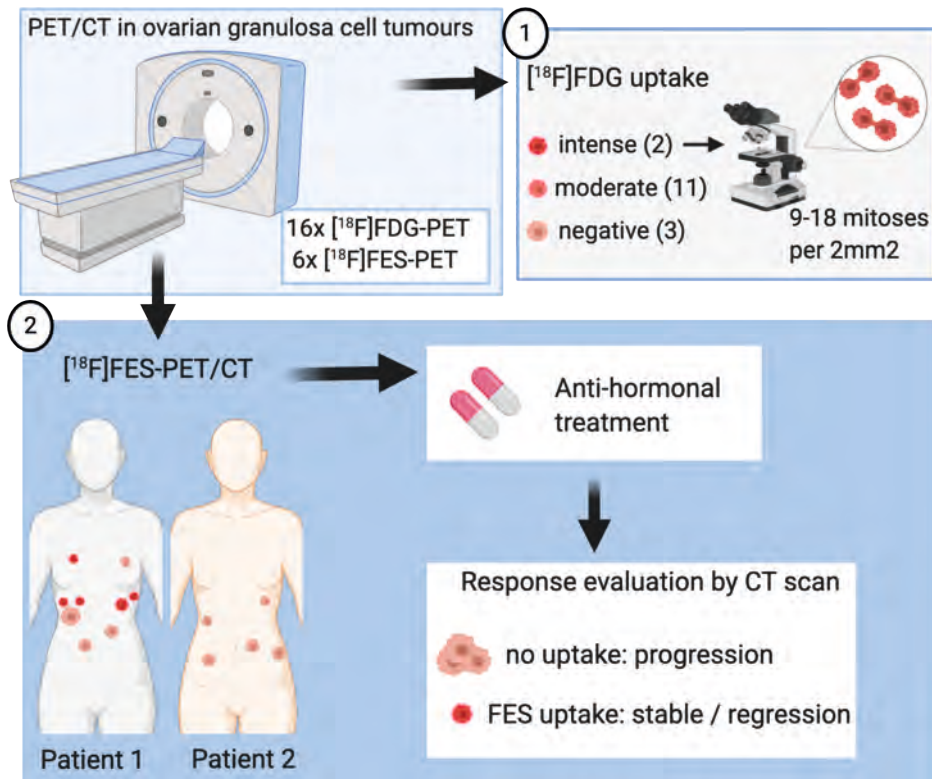 PET/CT in ovarian granulosa cell tumours
16x [¹⁸F]FDG-PET
6x [¹⁸F]FES-PET
1
[¹⁸F]FDG uptake
intense (2)
moderate (11)
negative (3)
9-18 mitoses
per 2mm2
2
[¹⁸F]FES-PET/CT
Patient 1
Patient 2
Anti-hormonal
treatment
Response evaluation by CT scan
no uptake: progression
FES uptake: stable / regression